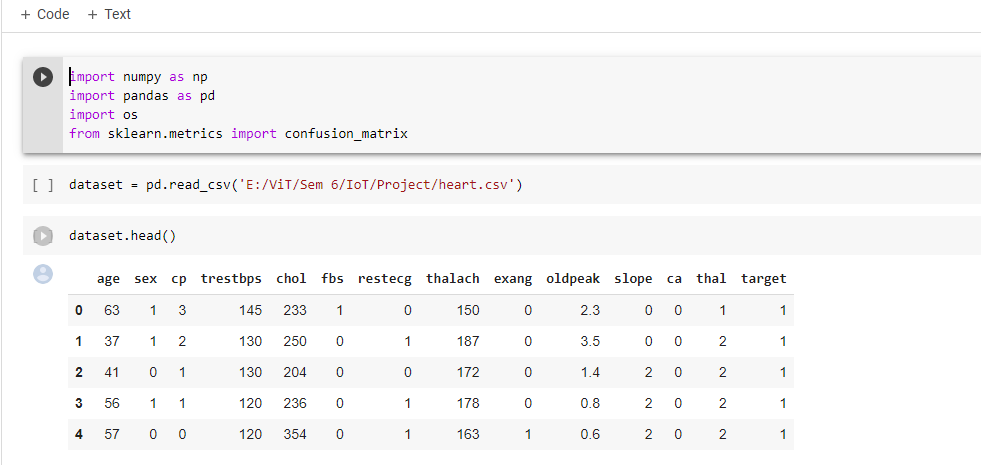 + Code + Text
import numpy as np
import pandas as pd
import os
from sklearn.metrics import confusion_matrix
[ ] dataset = pd.read_csv('E:/ViT/Sem 6/IoT/Project/heart.csv')
dataset.head()
age sex cp trestbps chol fbs restecg thalach exang oldpeak slope ca thal target
0 63 1 3 145 233 1 0 150 0 2.3 0 0 1 1
1 37 1 2 130 250 0 1 187 0 3.5 0 0 2 1
2 41 0 1 130 204 0 0 172 0 1.4 2 0 2 1
3 56 1 1 120 236 0 1 178 0 0.8 2 0 2 1
4 57 0 0 120 354 0 1 163 1 0.6 2 0 2 1